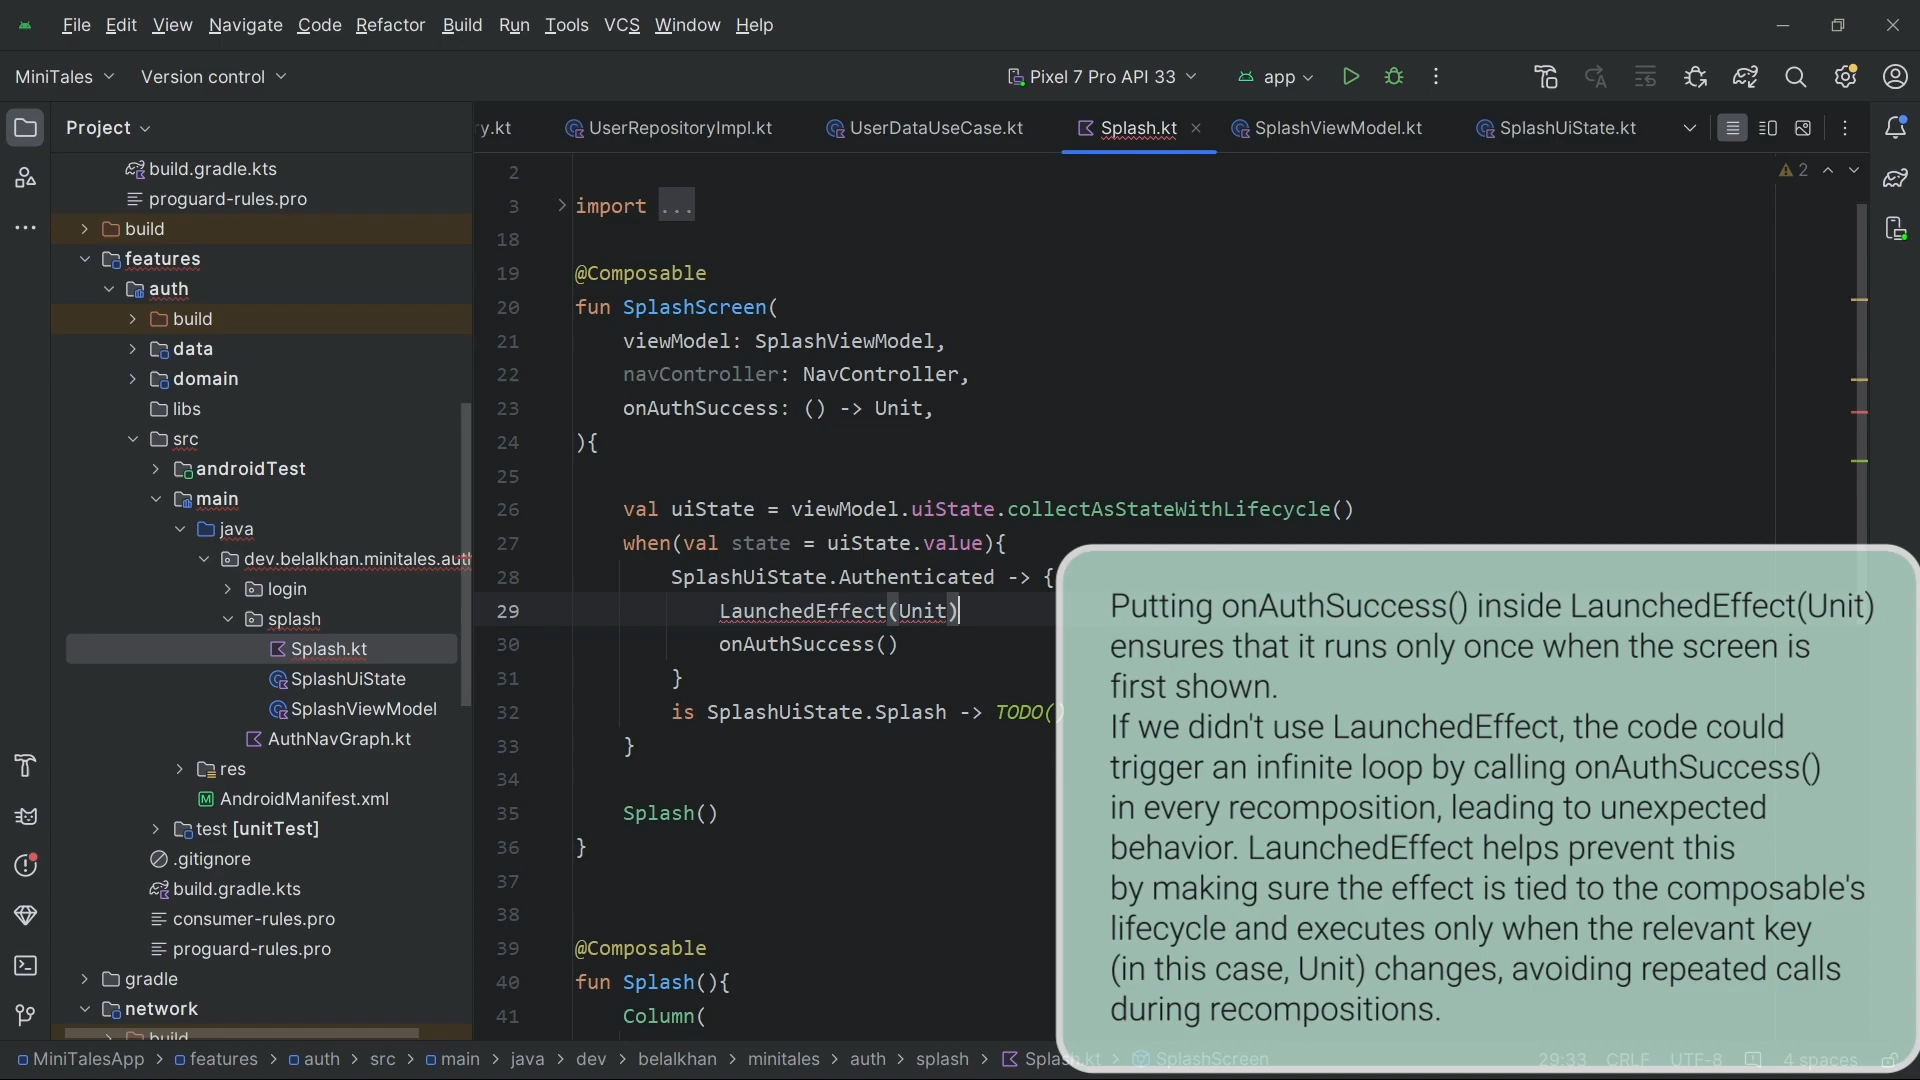 File Edit View Navigate Code Refactor Build Run Tools VCS Window Help
MiniTales Version control Pixel 7 Pro API 33 app
Project
y.kt UserRepositoryImpl.kt UserDataUseCase.kt Splash.kt SplashViewModel.kt SplashUiState.kt
build.gradle.kts
proguard-rules.pro
build
features
auth
build
data
domain
libs
src
androidTest
main
java
dev.belalkhan.minitales.auth
login
splash
Splash.kt
SplashUiState
SplashViewModel
AuthNavGraph.kt
res
AndroidManifest.xml
test [unitTest]
.gitignore
build.gradle.kts
consumer-rules.pro
proguard-rules.pro
gradle
network
build
2
2
3 import ...
18
19 @Composable
20 fun SplashScreen(
21 viewModel: SplashViewModel,
22 navController: NavController,
23 onAuthSuccess: () -> Unit,
24 ){
25
26 val uiState = viewModel.uiState.collectAsStateWithLifecycle()
27 when(val state = uiState.value){
28 SplashUiState.Authenticated -> {
29 LaunchedEffect(Unit)
30 onAuthSuccess()
31 }
32 is SplashUiState.Splash -> TODO()
33 }
34
35 Splash()
36 }
37
38
39 @Composable
40 fun Splash(){
41 Column(
Putting onAuthSuccess() inside LaunchedEffect(Unit)
ensures that it runs only once when the screen is
first shown.
If we didn't use LaunchedEffect, the code could
trigger an infinite loop by calling onAuthSuccess()
in every recomposition, leading to unexpected
behavior. LaunchedEffect helps prevent this
by making sure the effect is tied to the composable's
lifecycle and executes only when the relevant key
(in this case, Unit) changes, avoiding repeated calls
during recompositions.
MiniTalesApp > features > auth > src > main > java > dev > belalkhan > minitales > auth > splash > Splash.kt > SplashScreen 29:33 CRLF UTF-8 4 spaces